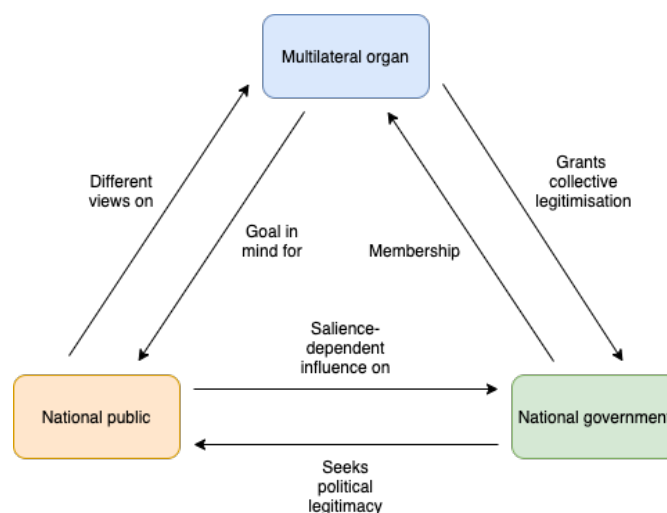 Multilateral organ
Different
views on
Grants
collective
legitimisation
Goal in
mind for
Membership
Salience-
dependent
influence on
National public
National government
Seeks
political
legitimacy